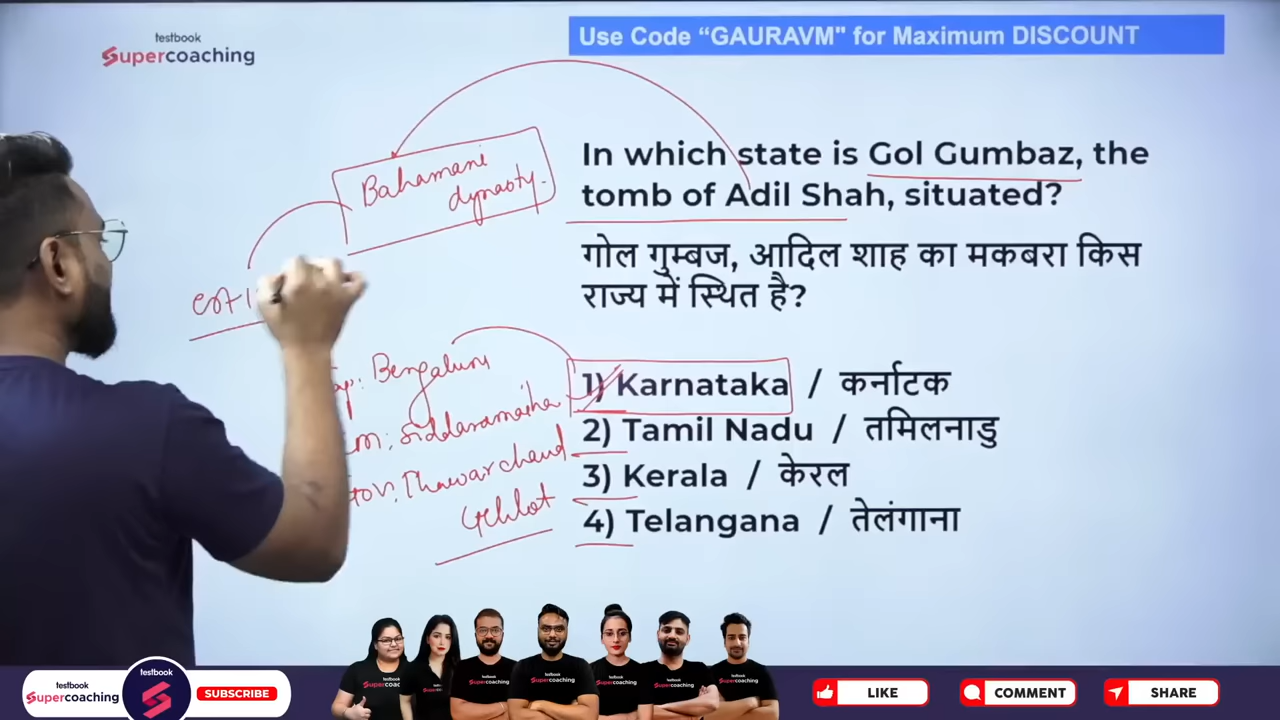 testbook
Supercoaching
Use Code “GAURAVM" for Maximum DISCOUNT
In which state is Gol Gumbaz, the
tomb of Adil Shah, situated?
गोल गुम्बज, आदिल शाह का मकबरा किस
राज्य में स्थित है?
Bahamani
dynasty.
1) Karnataka / कर्नाटक
2) Tamil Nadu / तमिलनाडु
3) Kerala / केरल
4) Telangana / तेलंगाना
Bengaluru
Siddaramaiha
Thawarchand
Gehlot
testbook
Supercoaching
testbook
SUBSCRIBE
LIKE
COMMENT
SHARE